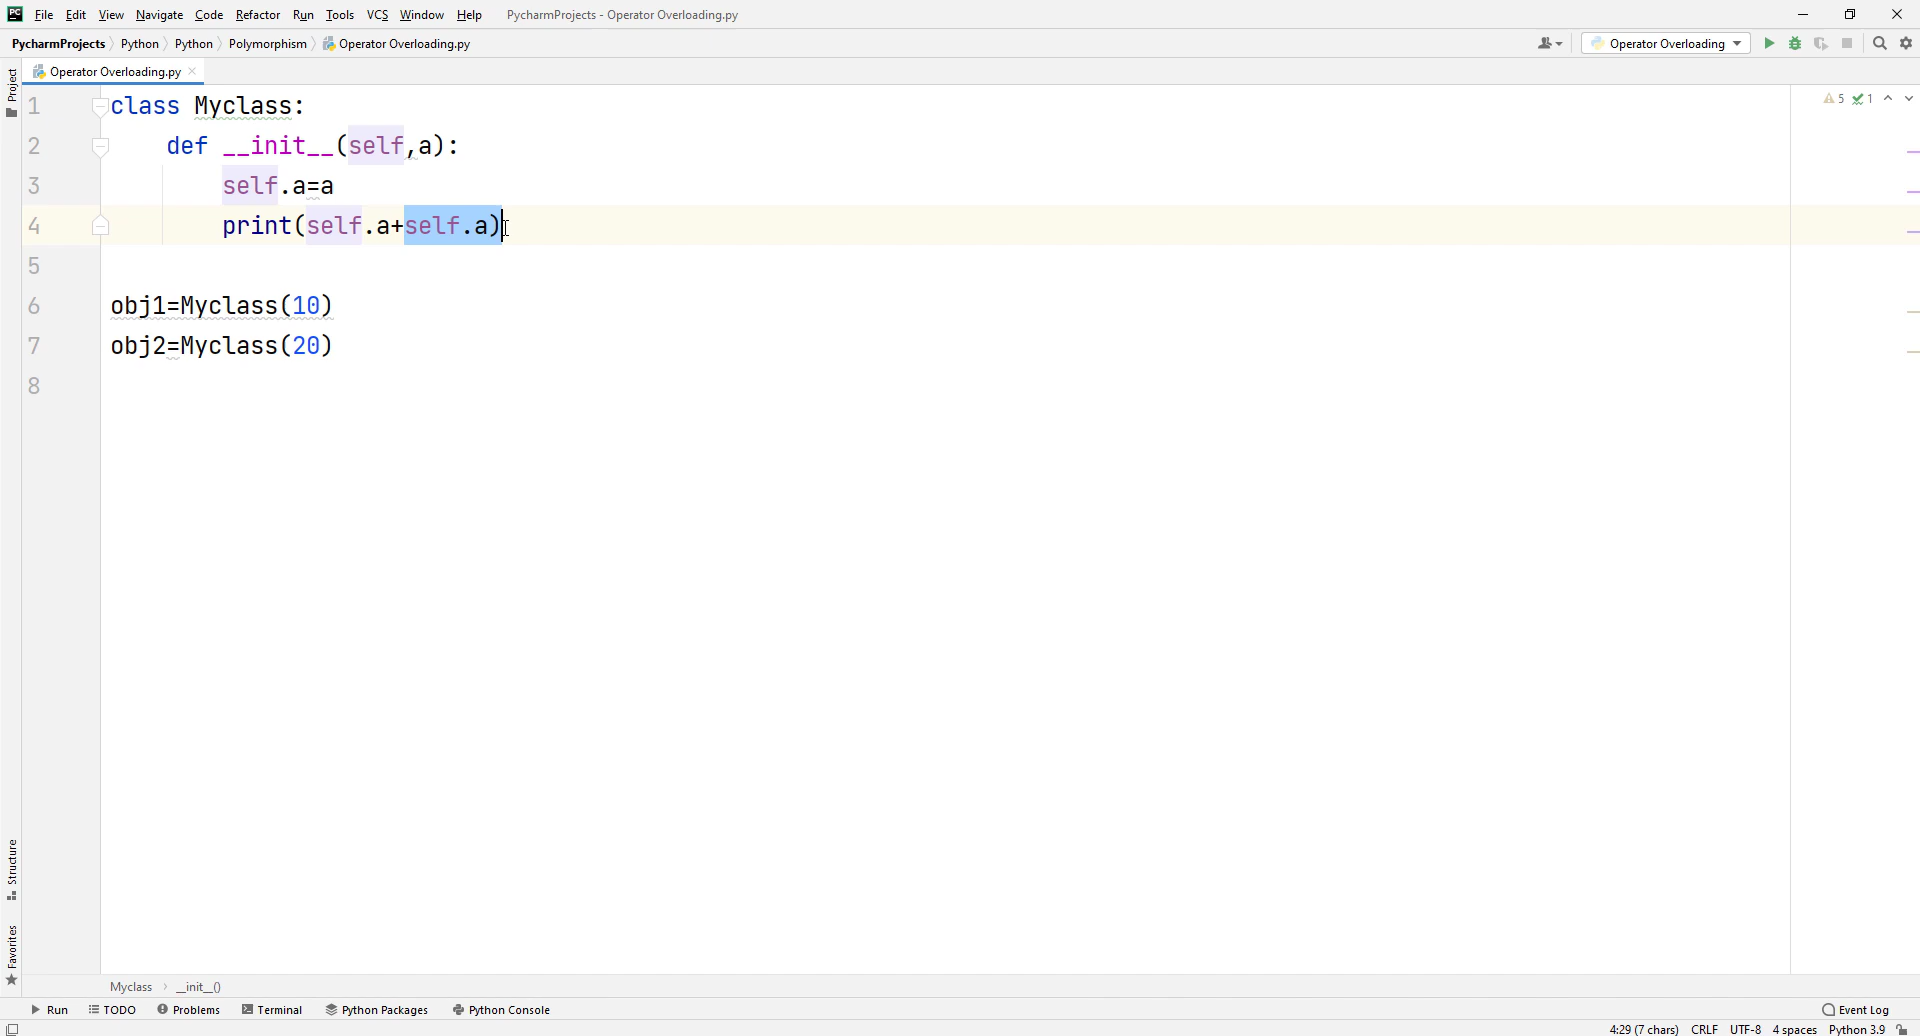 PC File Edit View Navigate Code Refactor Run Tools VCS Window Help PycharmProjects - Operator Overloading.py
PycharmProjects Python Python Polymorphism Operator Overloading.py Operator Overloading
Operator Overloading.py
Project
1 class Myclass: 5 1
2 def __init__(self,a):
3 self.a=a
4 print(self.a+self.a)
5
6 obj1=Myclass(10)
7 obj2=Myclass(20)
8
Structure
Favorites
Myclass __init__()
Run TODO Problems Terminal Python Packages Python Console Event Log
4:29 (7 chars) CRLF UTF-8 4 spaces Python 3.9